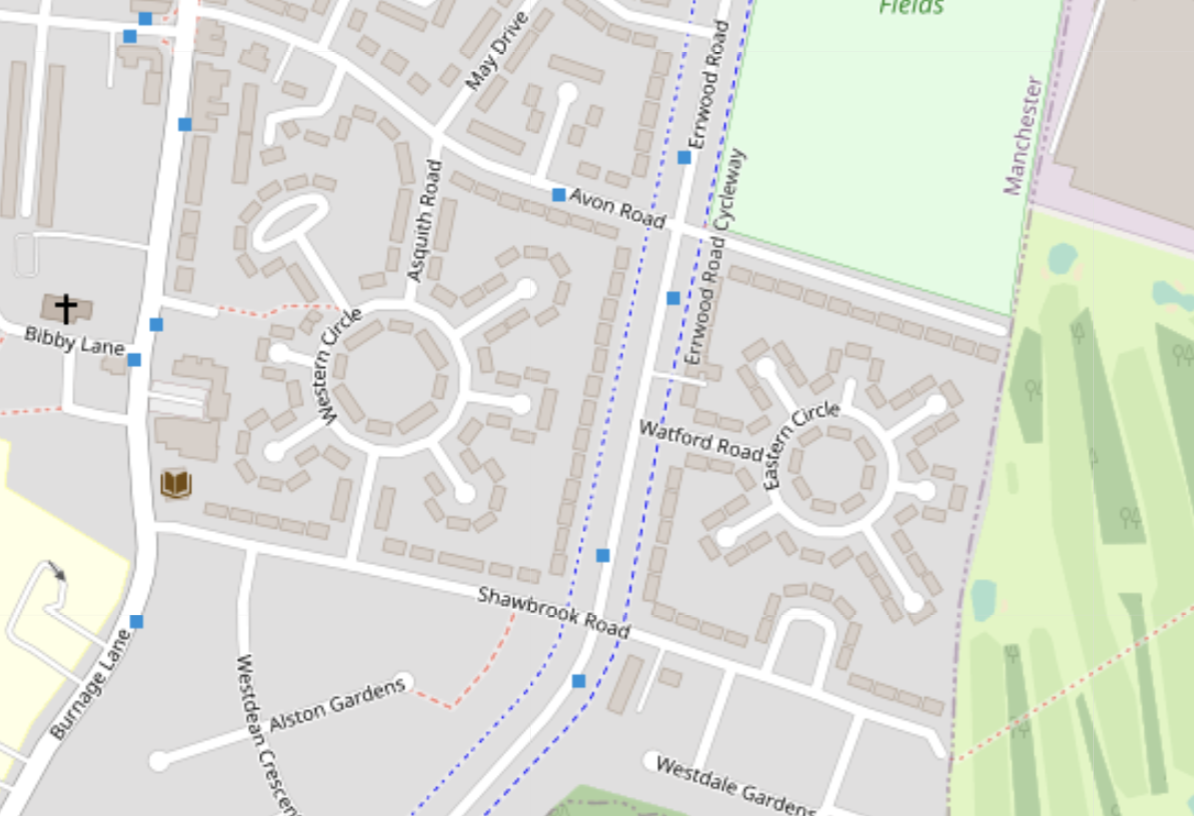 Fields
May Drive
Errwood Road
Manchester
Asquith Road
Avon Road
Errwood Road Cycleway
Bibby Lane
Western Circle
Watford Road
Eastern Circle
Shawbrook Road
Burnage Lane
Westdean Crescen
Alston Gardens
Westdale Gardens